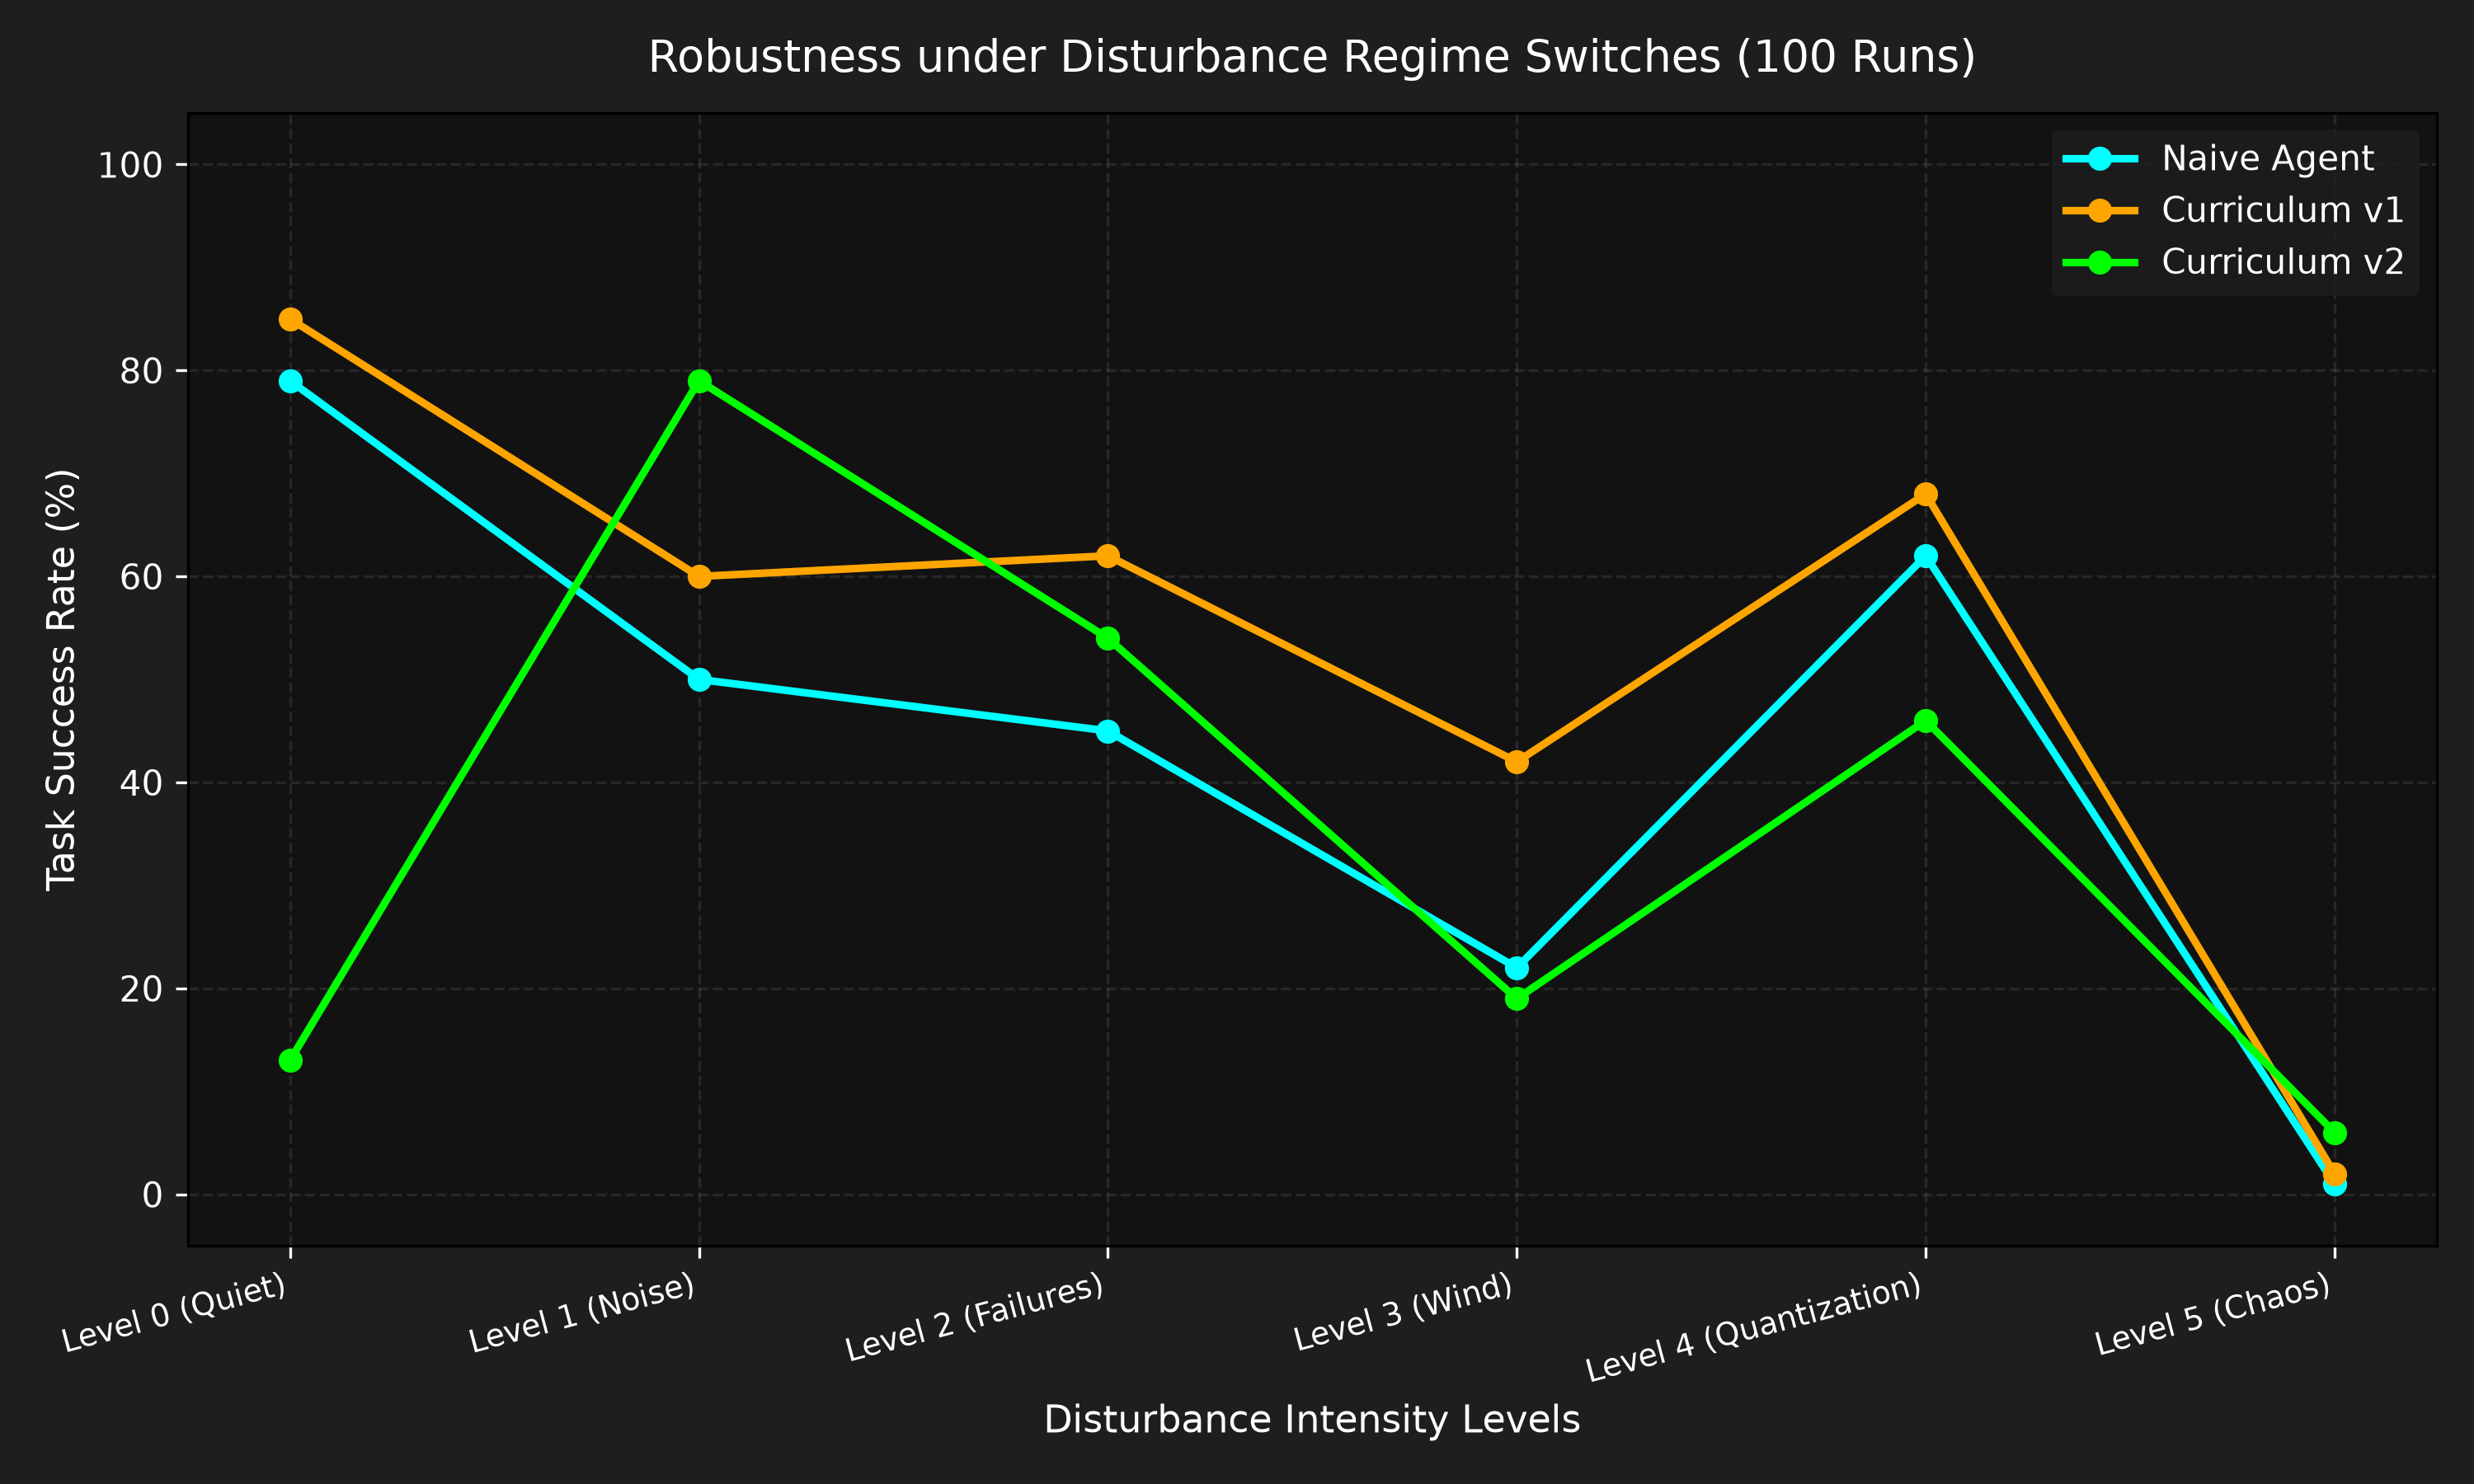 Robustness under Disturbance Regime Switches (100 Runs)
Naive Agent
Curriculum v1
Curriculum v2
Task Success Rate (%)
100
80
60
40
20
0
Level 0 (Quiet)
Level 1 (Noise)
Level 2 (Failures)
Level 3 (Wind)
Level 4 (Quantization)
Level 5 (Chaos)
Disturbance Intensity Levels